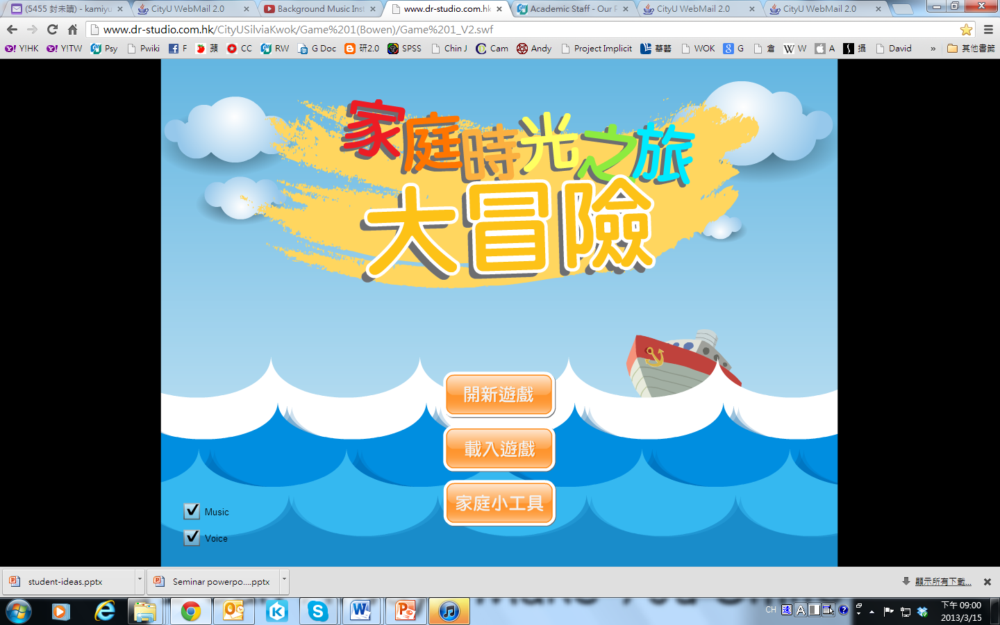 (5455 封未讀) - kamiyu
CityU WebMail 2.0
Background Music Inst
www.dr-studio.com.hk
Academic Staff - Our P
CityU WebMail 2.0
CityU WebMail 2.0
www.dr-studio.com.hk/CityUSilviaKwok/Game%201(Bowen)/Game%201_V2.swf
Y!HK Y!TW Psy Pwiki F 蘋 CC RW G Doc 研2.0 SPSS Chin J Cam Andy Project Implicit 華藝 WOK G 倉 W A 攝 David » 其他書籤
家庭時光之旅
大冒險
開新遊戲
載入遊戲
家庭小工具
Music
Voice
student-ideas.pptx
Seminar powerpo....pptx
顯示所有下載...
CH
下午 09:00
2013/3/15